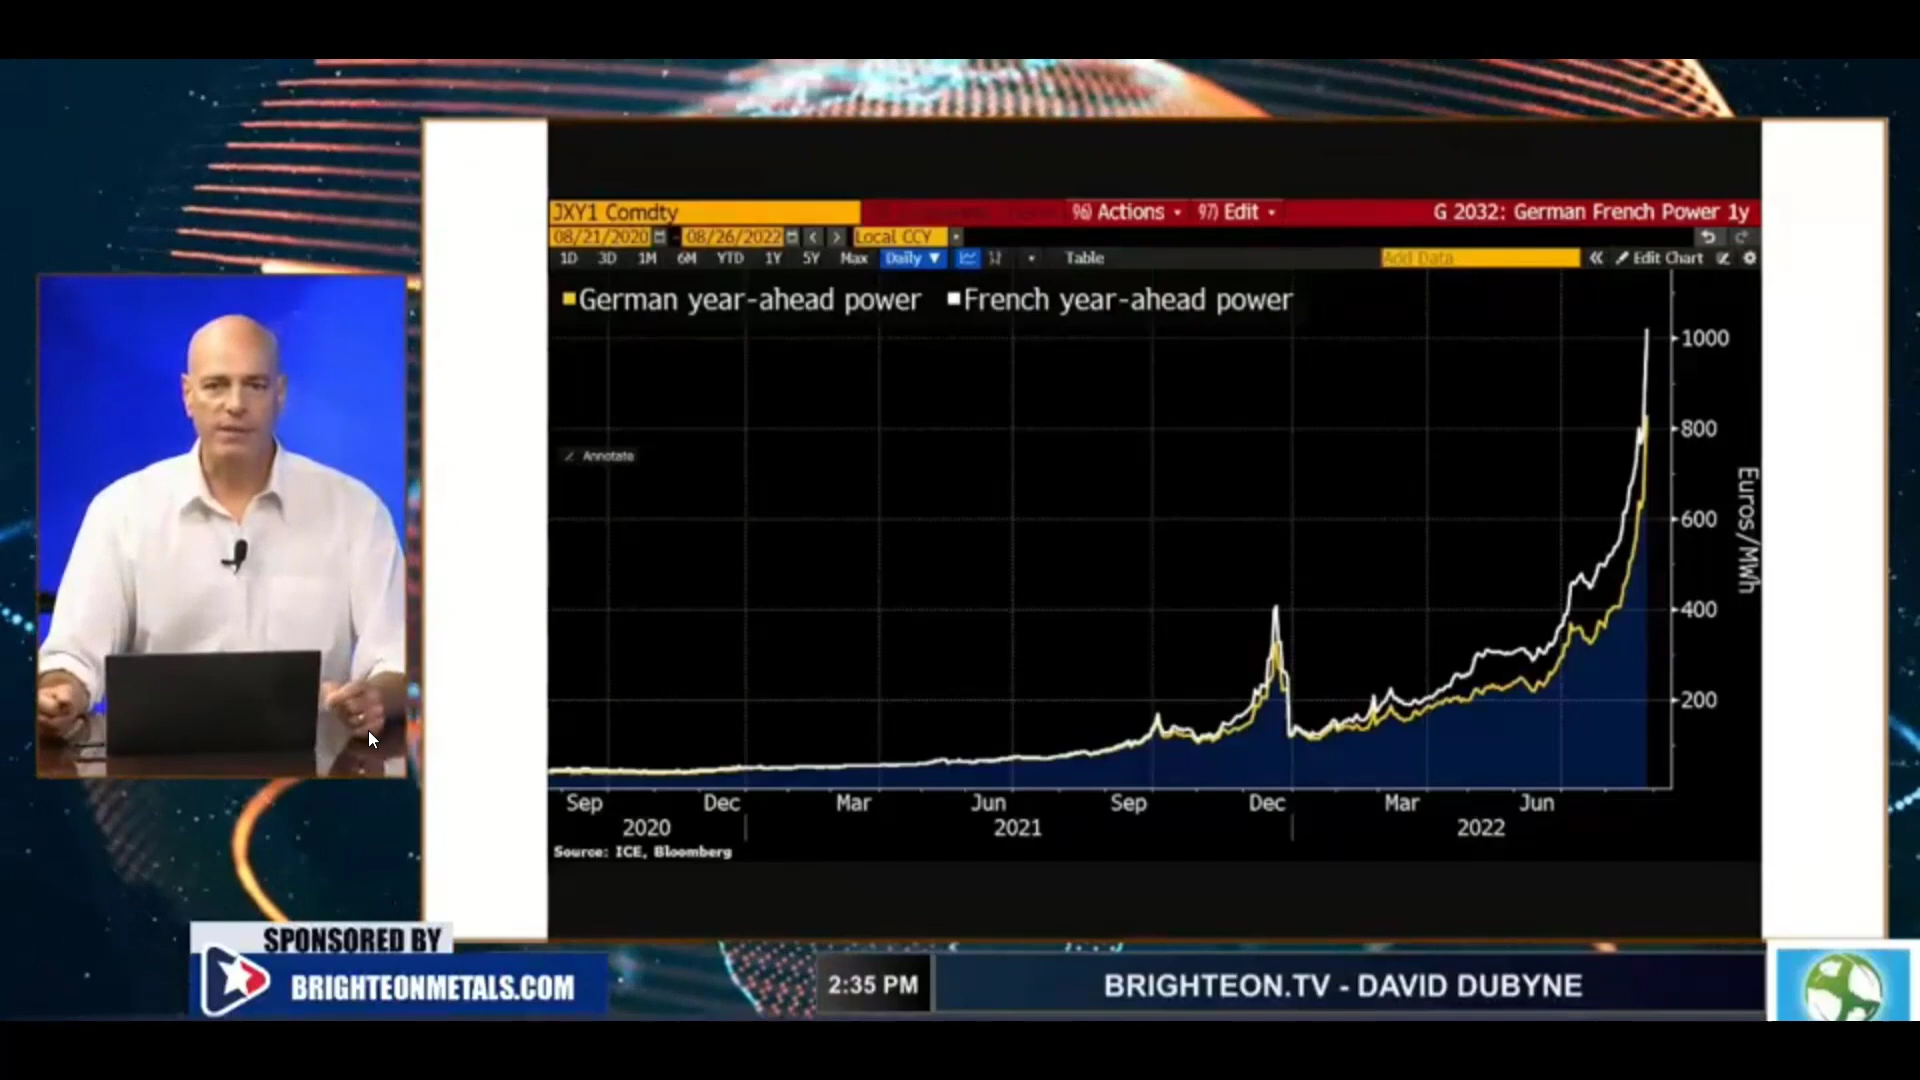 JXY1 Comdty
96) Actions
97) Edit
G 2032: German French Power 1y
08/21/2020 - 08/26/2022
Local CCY
1D 3D 1M 6M YTD 1Y 5Y Max Daily ▼
Table
Add Data
« Edit Chart
German year-ahead power
French year-ahead power
Annotate
1000
800
600
400
200
Euros/MWh
Sep Dec Mar Jun Sep Dec Mar Jun
2020 2021 2022
Source: ICE, Bloomberg
SPONSORED BY
BRIGHTEONMETALS.COM
2:35 PM
BRIGHTEON.TV - DAVID DUBYNE